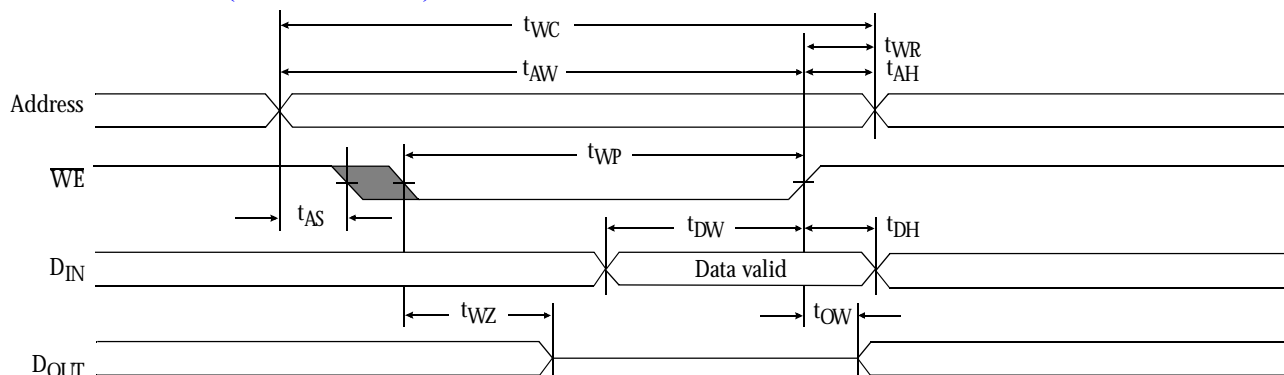 tWC
tWR
tAW
tAH
Address
tWP
WE
tAS
tDW
tDH
DIN
Data valid
tWZ
tOW
DOUT